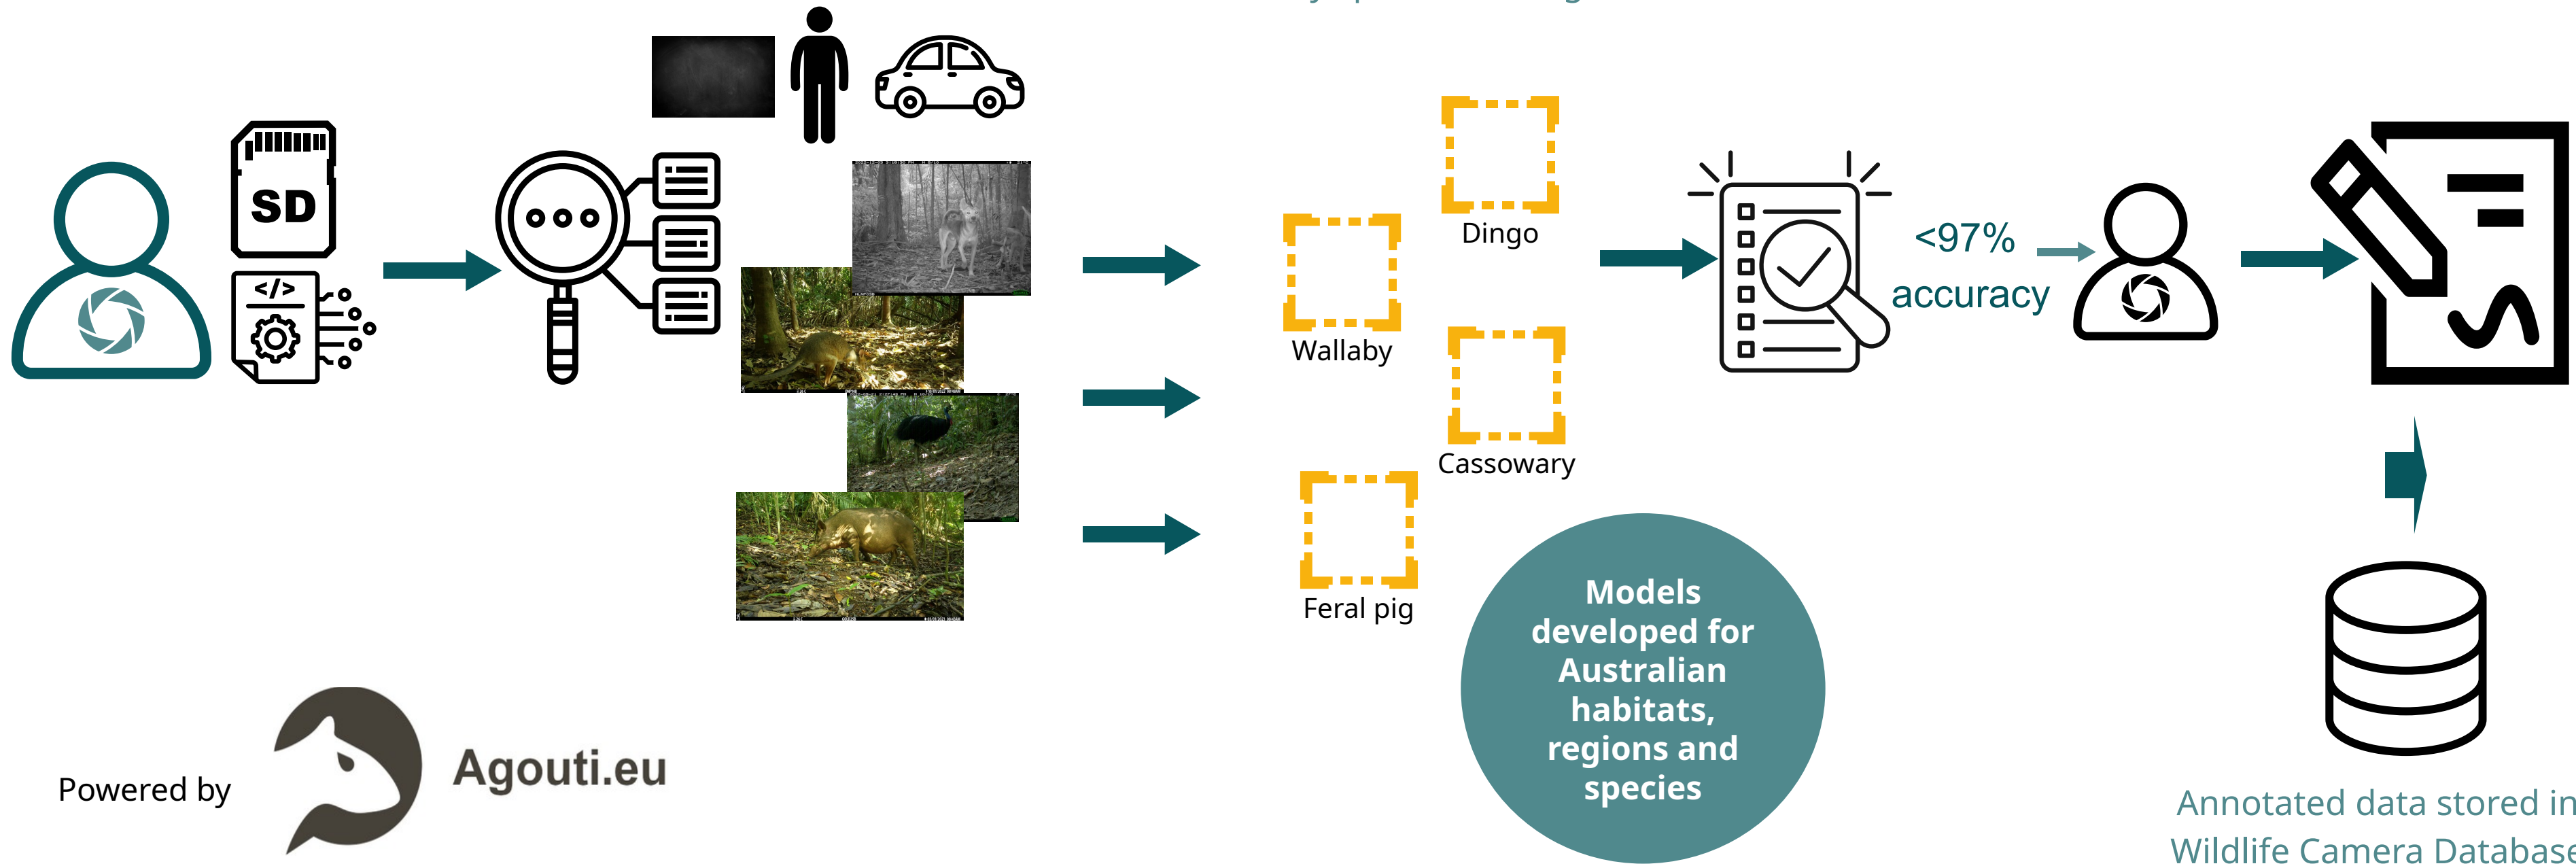 SD
</>
Dingo
Wallaby
Cassowary
Feral pig
<97%
accuracy
Models
developed for
Australian
habitats,
regions and
species
Powered by
Agouti.eu
Annotated data stored in
Wildlife Camera Database